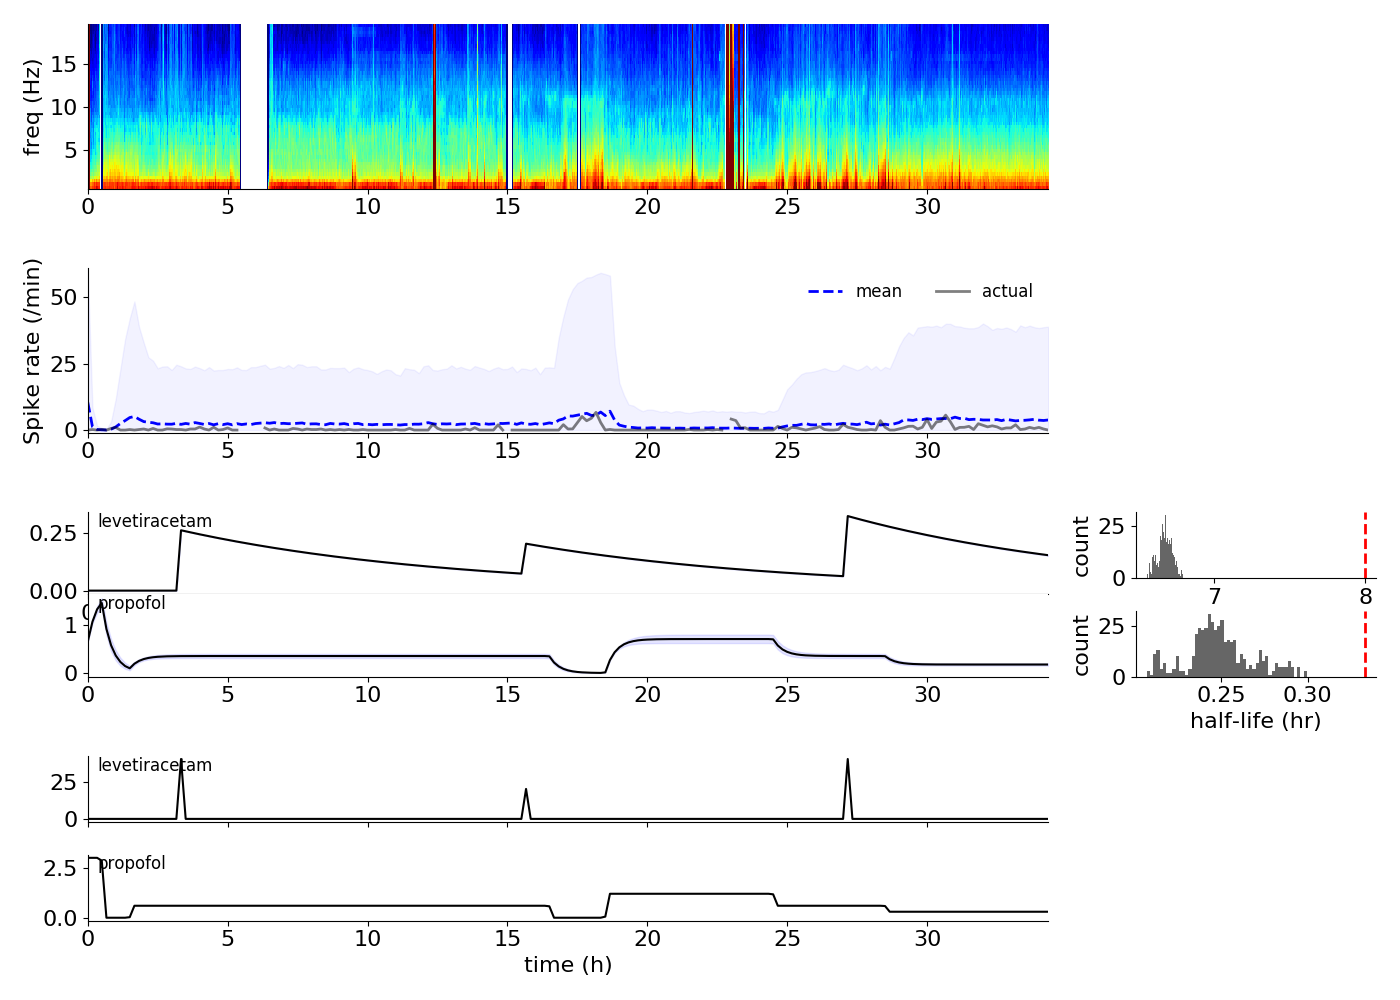 freq (Hz)
15
10
5
0 5 10 15 20 25 30
Spike rate (/min)
50
25
0
mean actual
0 5 10 15 20 25 30
levetiracetam
0.25
0.00
0
propofol
1
0
0 5 10 15 20 25 30
count
25
0
7 8
count
25
0
0.25 0.30
half-life (hr)
levetiracetam
25
0
propofol
2.5
0.0
0 5 10 15 20 25 30
time (h)